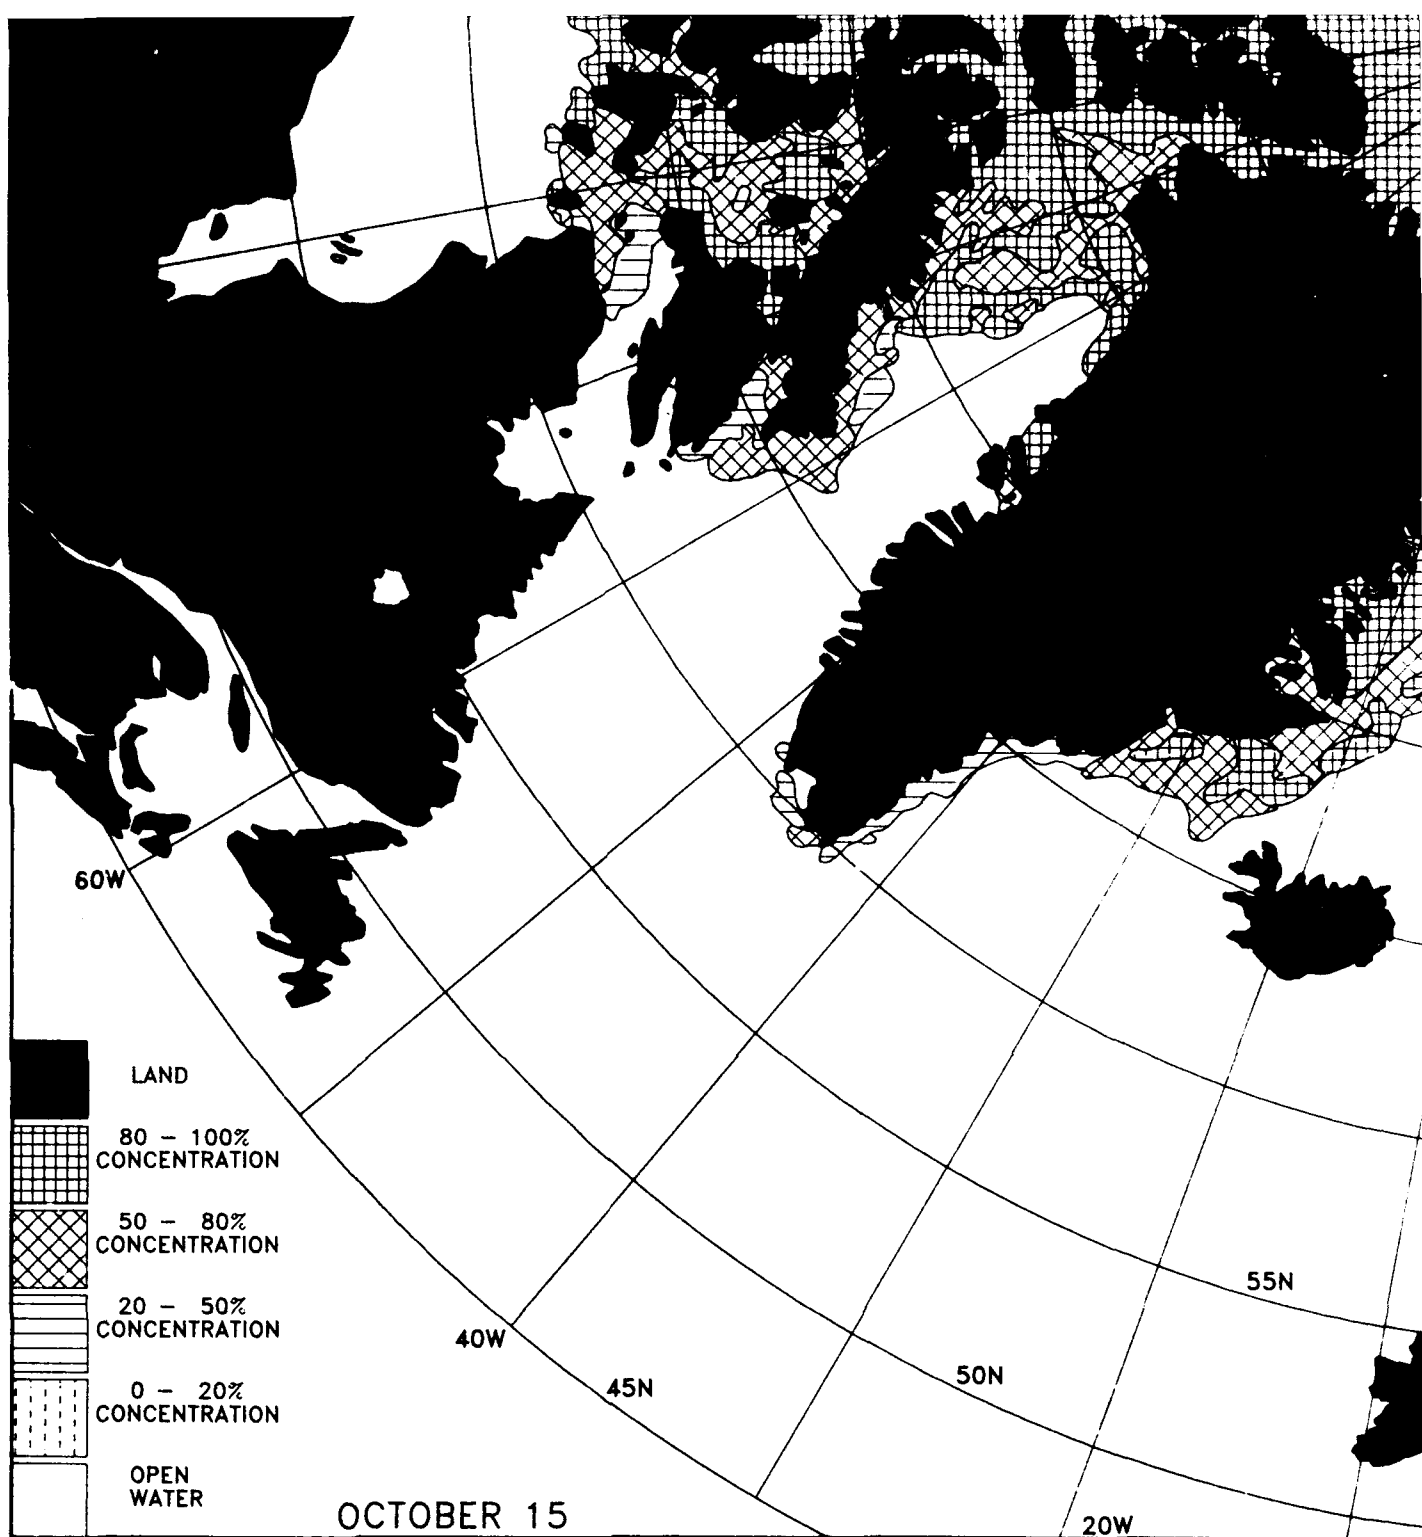 60W
LAND
80 - 100%
CONCENTRATION
50 - 80%
CONCENTRATION
20 - 50%
CONCENTRATION
0 - 20%
CONCENTRATION
OPEN
WATER
OCTOBER 15
40W
45N
50N
55N
20W